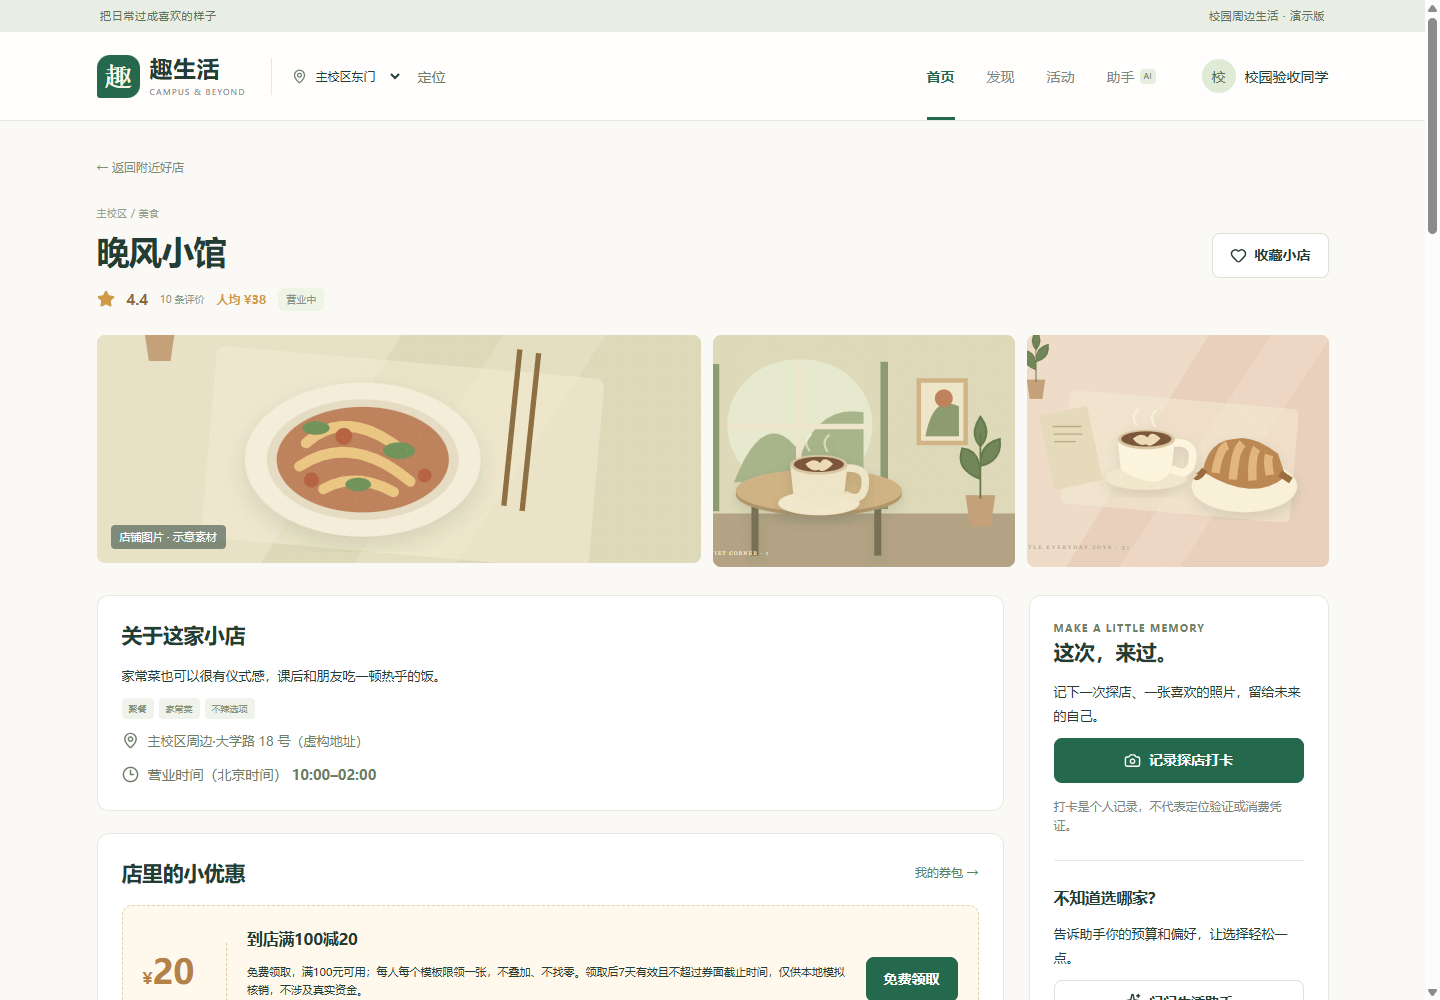 把日常过成喜欢的样子
校园周边生活 · 演示版
趣 趣生活
CAMPUS & BEYOND
主校区东门
定位
首页
发现
活动
助手 AI
校 校园验收同学
← 返回附近好店
主校区 / 美食
晚风小馆
收藏小店
4.4 10 条评价 人均 ¥38 营业中
店铺图片 · 示意素材
IET CORNER · 1
TLE EVERYDAY JOYS ·
关于这家小店
家常菜也可以很有仪式感，课后和朋友吃一顿热乎的饭。
聚餐 家常菜 不辣选项
主校区周边·大学路 18 号（虚构地址）
营业时间（北京时间） 10:00–02:00
店里的小优惠
我的券包 →
¥20
到店满100减20
免费领取，满100元可用；每人每个模板限领一张，不叠加、不找零。领取后7天有效且不超过券面截止时间，仅供本地模拟
核销，不涉及真实资金。
免费领取
MAKE A LITTLE MEMORY
这次，来过。
记下一次探店、一张喜欢的照片，留给未来
的自己。
记录探店打卡
打卡是个人记录，不代表定位验证或消费凭
证。
不知道选哪家？
告诉助手你的预算和偏好，让选择轻松一
点。